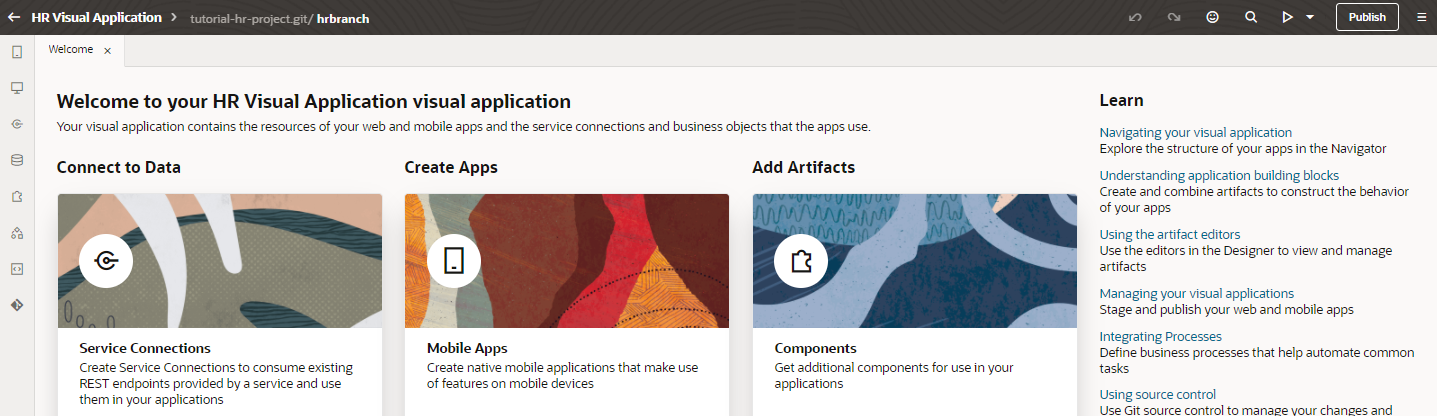 HR Visual Application
tutorial-hr-project.git/ hrbranch
Publish
Welcome
Welcome to your HR Visual Application visual application
Your visual application contains the resources of your web and mobile apps and the service connections and business objects that the apps use.
Connect to Data
Service Connections
Create Service Connections to consume existing
REST endpoints provided by a service and use
them in your applications
Create Apps
Mobile Apps
Create native mobile applications that make use
of features on mobile devices
Add Artifacts
Components
Get additional components for use in your
applications
Learn
Navigating your visual application
Explore the structure of your apps in the Navigator
Understanding application building blocks
Create and combine artifacts to construct the behavior
of your apps
Using the artifact editors
Use the editors in the Designer to view and manage
artifacts
Managing your visual applications
Stage and publish your web and mobile apps
Integrating Processes
Define business processes that help automate common
tasks
Using source control
Use Git source control to manage your changes and